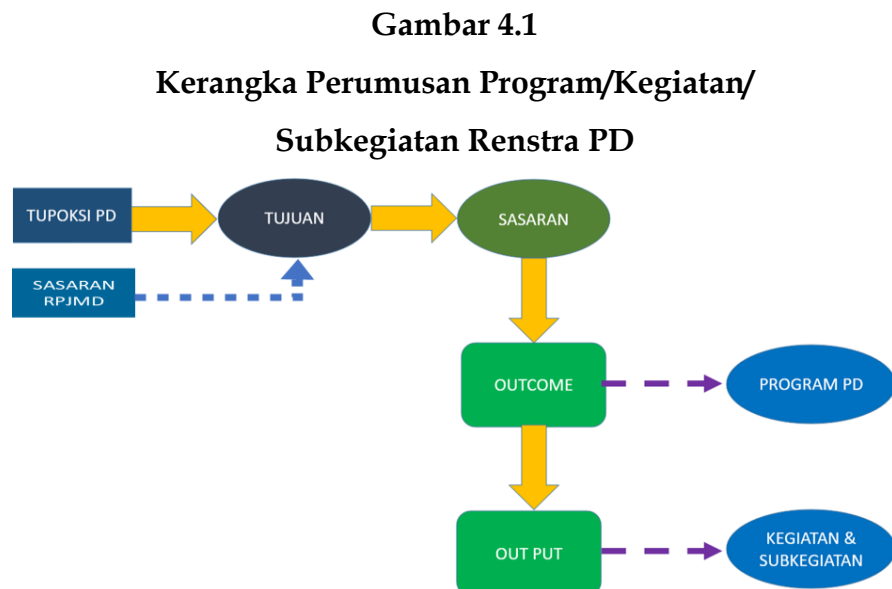 Gambar 4.1
Kerangka Perumusan Program/Kegiatan/
Subkegiatan Renstra PD
TUPOKSI PD
TUJUAN
SASARAN
SASARAN
RPJMD
OUTCOME
PROGRAM PD
OUT PUT
KEGIATAN &
SUBKEGIATAN